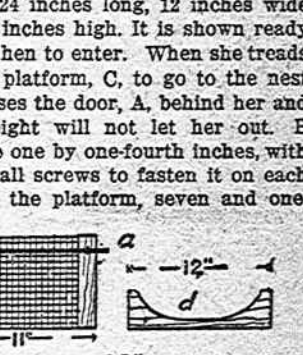 24 inches long, 12 inches wide
inches high. It is shown ready
hen to enter. When she treads
platform, C, to go to the nest
ses the door, A, behind her and
eight will not let her out.
one by one-fourth inches, with
all screws to fasten it on each
the platform, seven and one
a
12"
d
11"